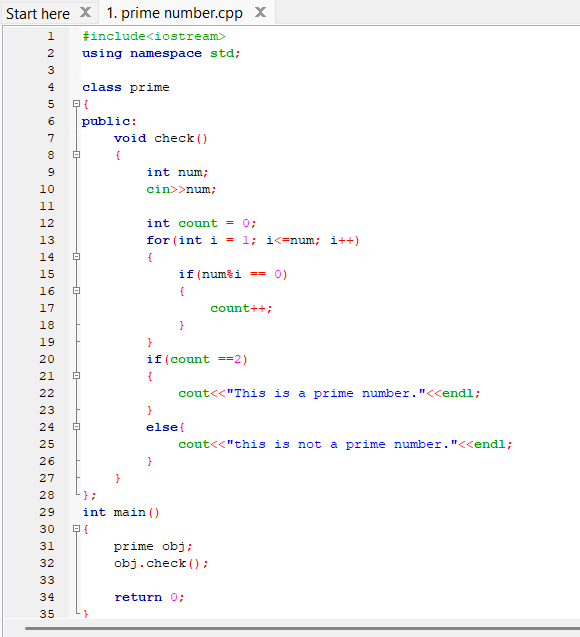 Start here X 1. prime number.cpp X
1 #include<iostream>
2 using namespace std;
3
4 class prime
5 {
6 public:
7     void check()
8     {
9         int num;
10         cin>>num;
11
12         int count = 0;
13         for(int i = 1; i<=num; i++)
14         {
15             if(num%i == 0)
16             {
17                 count++;
18             }
19         }
20         if(count ==2)
21         {
22             cout<<"This is a prime number."<<endl;
23         }
24         else{
25             cout<<"this is not a prime number."<<endl;
26         }
27     }
28 };
29 int main()
30 {
31     prime obj;
32     obj.check();
33
34     return 0;
35 }